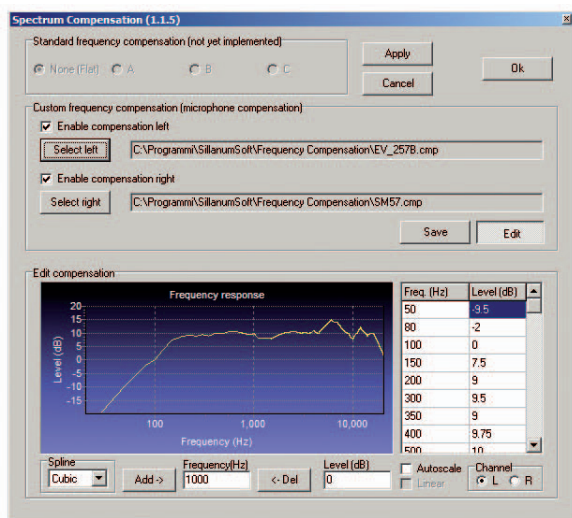 Spectrum Compensation (1.1.5)
Standard frequency compensation (not yet implemented)
None (Flat) A B C
Apply
Cancel
Ok
Custom frequency compensation (microphone compensation)
Enable compensation left
Select left C:\Programmi\SillanumSoft\Frequency Compensation\EV_257B.cmp
Enable compensation right
Select right C:\Programmi\SillanumSoft\Frequency Compensation\SM57.cmp
Save Edit
Edit compensation
Frequency response
20
15
10
5
0
-5
-10
-15
Level (dB)
100 1,000 10,000
Frequency (Hz)
Freq. (Hz) Level (dB)
50 -9.5
80 -2
100 0
150 7.5
200 9
300 9.5
350 9
400 9.75
500 10
Spline
Cubic
Add ->
Frequency(Hz)
1000
<- Del
Level (dB)
0
Autoscale
Linear
Channel
L R